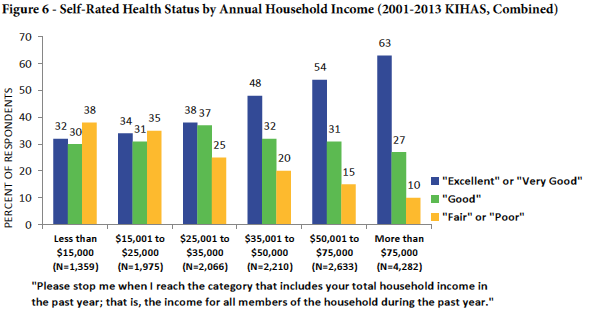 Figure 6 - Self-Rated Health Status by Annual Household Income (2001-2013 KIHAS, Combined)
PERCENT OF RESPONDENTS
70
60
50
40
30
20
10
0
32 30 38
34 31 35
38 37 25
48 32 20
54 31 15
63 27 10
"Excellent" or "Very Good"
"Good"
"Fair" or "Poor"
Less than
$15,000
(N=1,359)
$15,001 to
$25,000
(N=1,975)
$25,001 to
$35,000
(N=2,066)
$35,001 to
$50,000
(N=2,210)
$50,001 to
$75,000
(N=2,633)
More than
$75,000
(N=4,282)
"Please stop me when I reach the category that includes your total household income in
the past year; that is, the income for all members of the household during the past year."